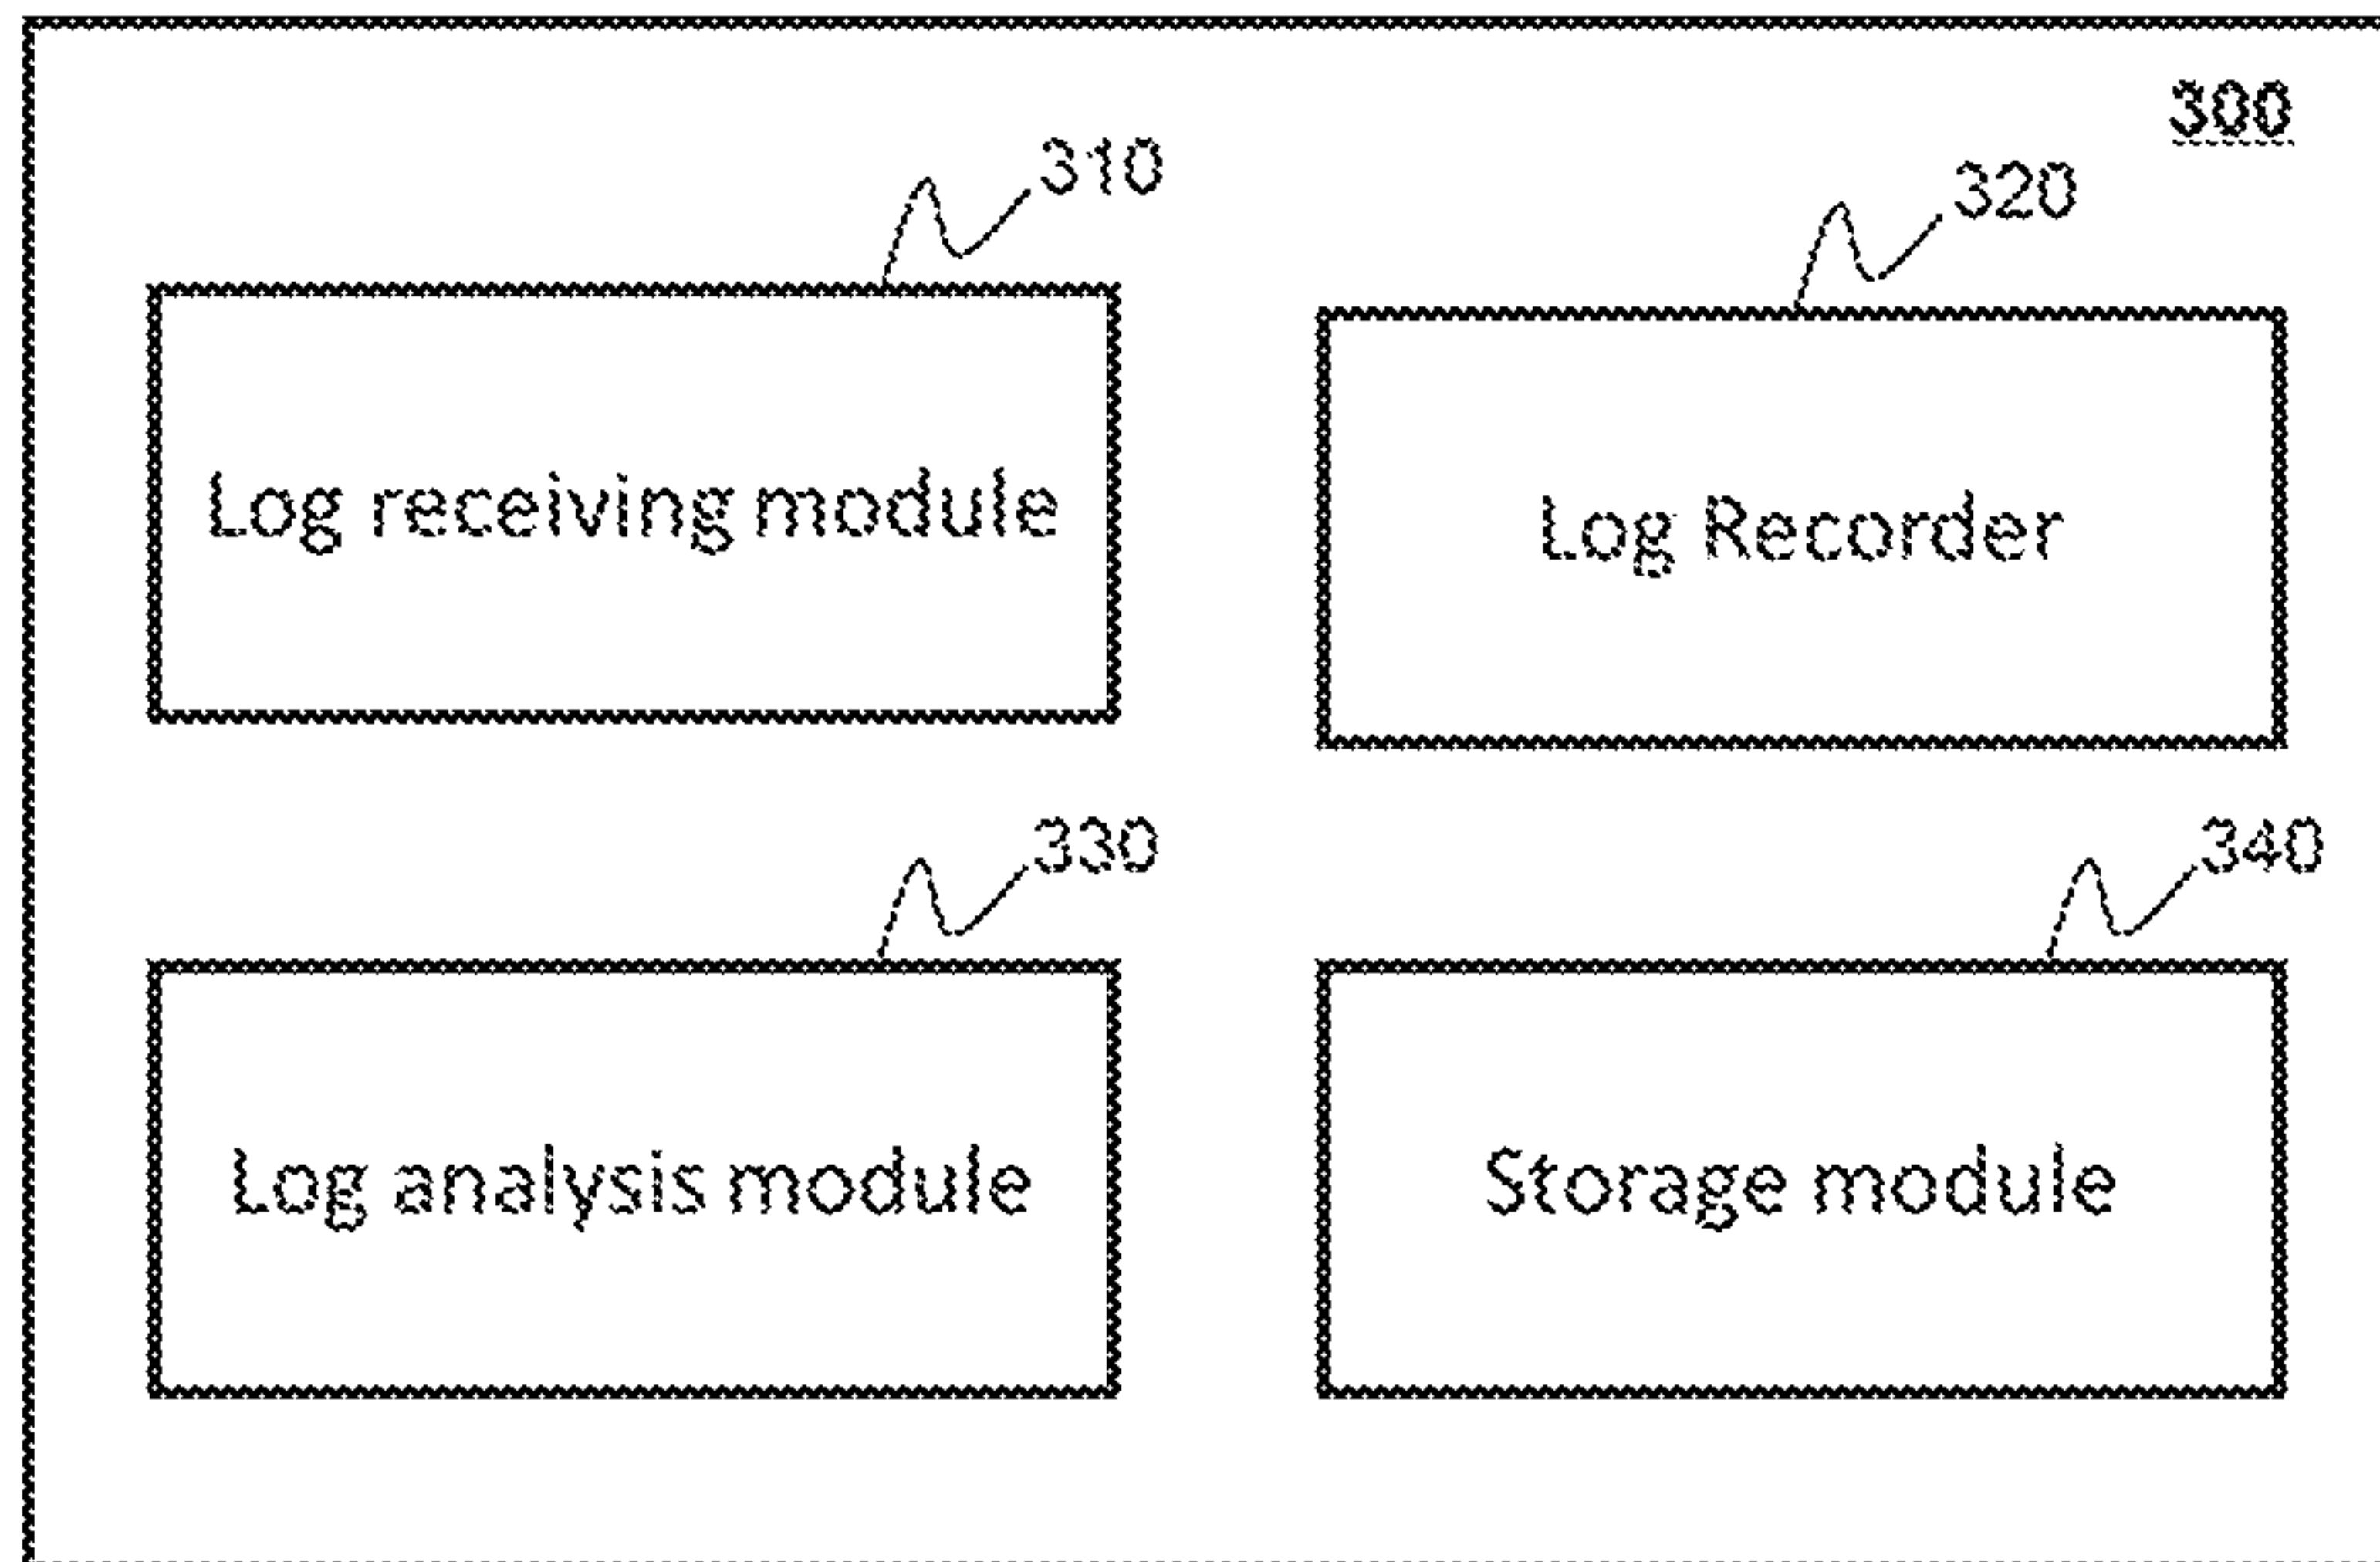 300
310
320
Log receiving module
Log Recorder
330
340
Log analysis module
Storage module